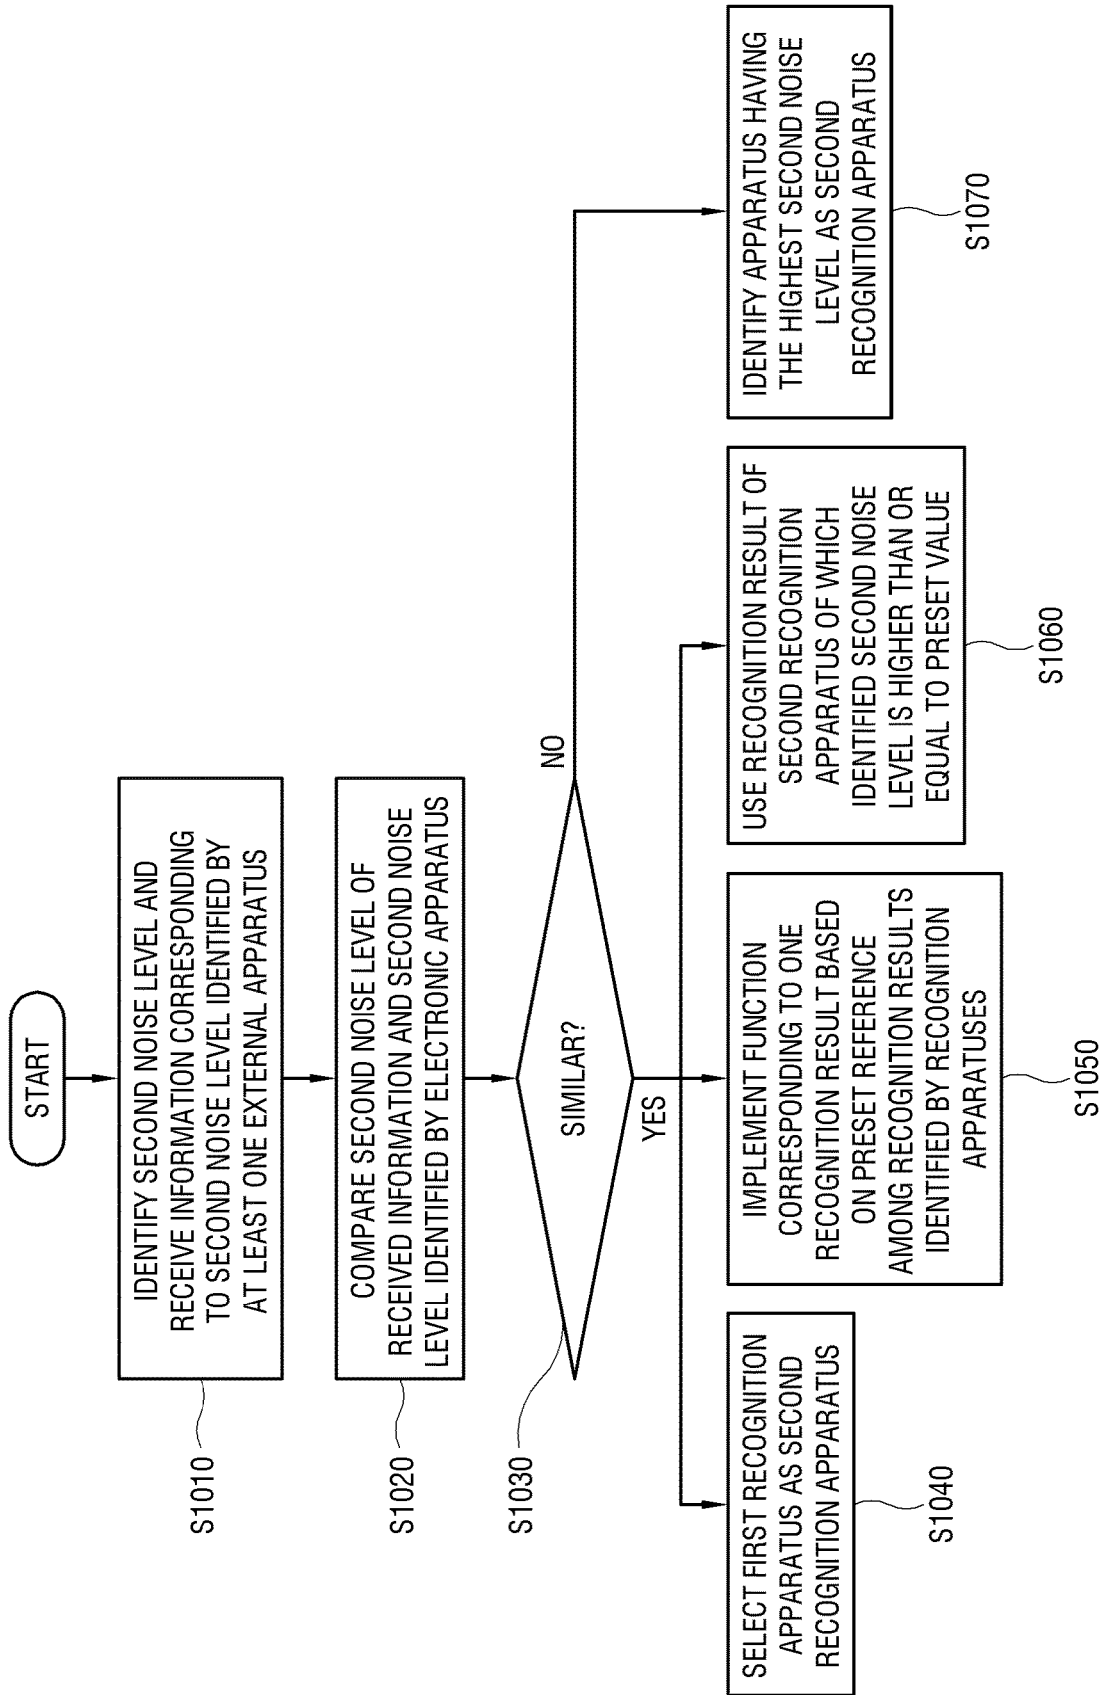 START
IDENTIFY SECOND NOISE LEVEL AND
RECEIVE INFORMATION CORRESPONDING
TO SECOND NOISE LEVEL IDENTIFIED BY
AT LEAST ONE EXTERNAL APPARATUS
S1010
COMPARE SECOND NOISE LEVEL OF
RECEIVED INFORMATION AND SECOND NOISE
LEVEL IDENTIFIED BY ELECTRONIC APPARATUS
S1020
SIMILAR?
S1030
NO
YES
SELECT FIRST RECOGNITION
APPARATUS AS SECOND
RECOGNITION APPARATUS
S1040
IMPLEMENT FUNCTION
CORRESPONDING TO ONE
RECOGNITION RESULT BASED
ON PRESET REFERENCE
AMONG RECOGNITION RESULTS
IDENTIFIED BY RECOGNITION
APPARATUSES
S1050
USE RECOGNITION RESULT OF
SECOND RECOGNITION
APPARATUS OF WHICH
IDENTIFIED SECOND NOISE
LEVEL IS HIGHER THAN OR
EQUAL TO PRESET VALUE
S1060
IDENTIFY APPARATUS HAVING
THE HIGHEST SECOND NOISE
LEVEL AS SECOND
RECOGNITION APPARATUS
S1070